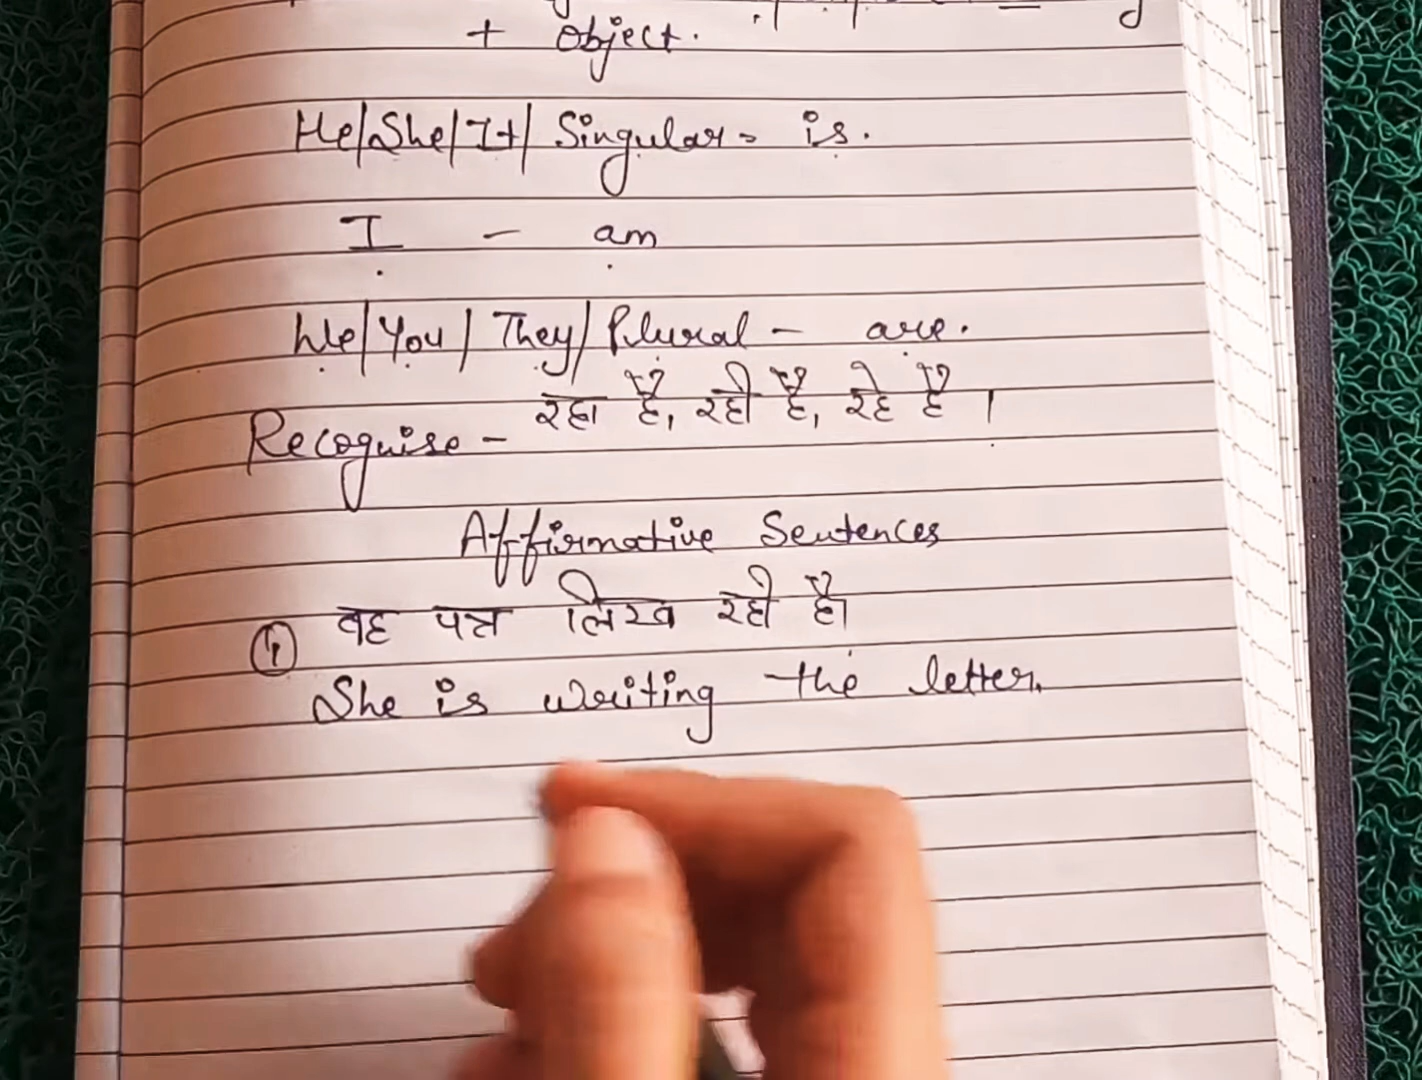 + object.
He/She/It/Singular = is.
I - am
We/You/They/Plural - are.
रहा है, रही है, रहे है ।
Recognise -
Affirmative Sentences
① वह पत्र लिख रही है।
She is writing the letter.